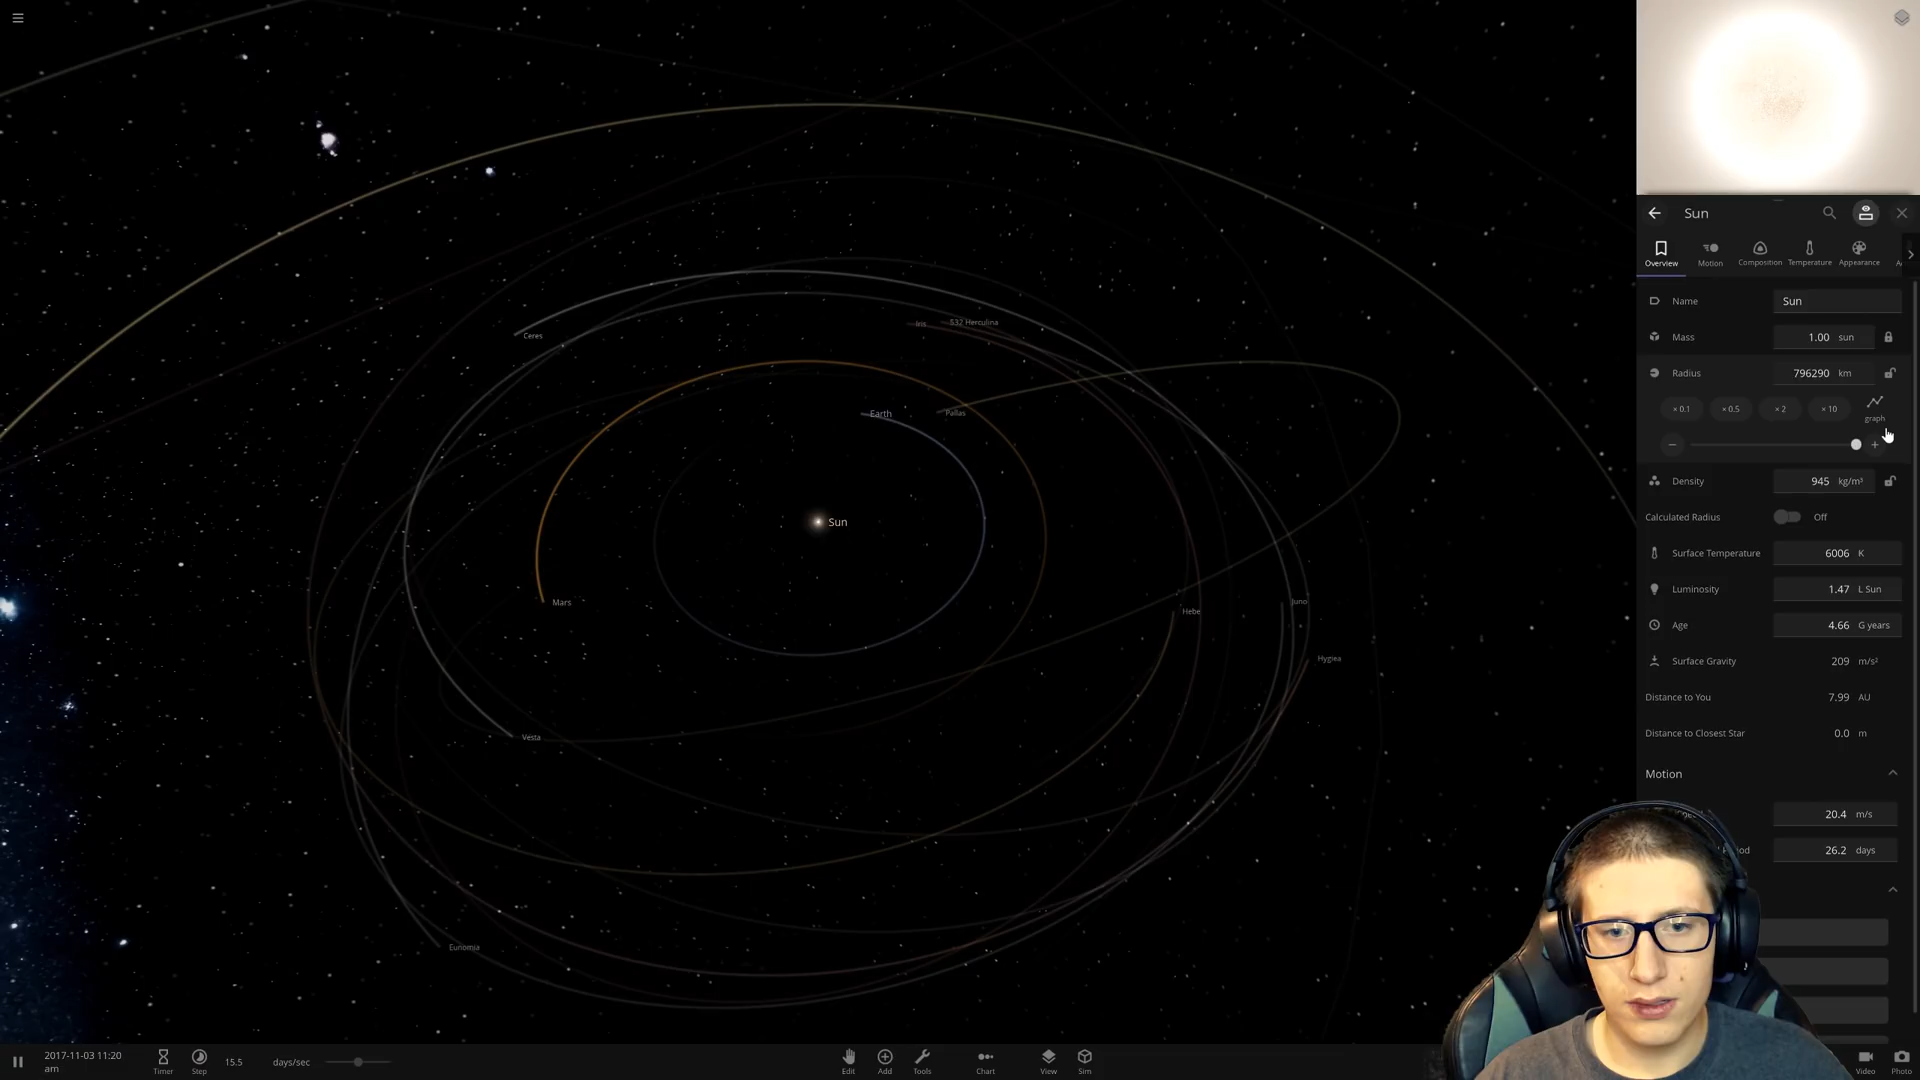 Sun
Overview
Motion
Composition
Temperature
Appearance
Name
Sun
Mass
1.00 sun
Radius
796290 km
× 0.1
× 0.5
× 2
× 10
graph
Density
945 kg/m³
Calculated Radius
Off
Surface Temperature
6006 K
Luminosity
1.47 L Sun
Age
4.66 G years
Surface Gravity
209 m/s²
Distance to You
7.99 AU
Distance to Closest Star
0.0 m
Motion
20.4 m/s
26.2 days
Ceres
Iris
532 Herculina
Earth
Pallas
Sun
Mars
Hebe
Juno
Hygiea
Vesta
Eunomia
2017-11-03 11:20
am
Timer
Step
15.5
days/sec
Edit
Add
Tools
Chart
View
Sim
Video
Photo